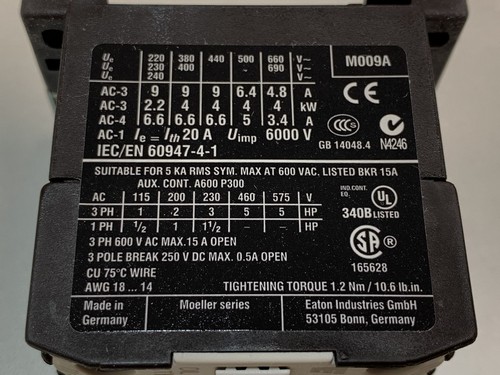 Ue 220 380 440 500 660 V~ M009A
Ue 230 400 – – 690 V~
Ue 240 – – – – V~
AC-3 9 9 9 6.4 4.8 A
AC-3 2.2 4 4 4 4 kW
AC-4 6.6 6.6 6.6 5 3.4 A
AC-1 Ie = Ith 20 A Uimp 6000 V
IEC/EN 60947-4-1
CE
CCC
GB 14048.4 N4246
SUITABLE FOR 5 KA RMS SYM. MAX AT 600 VAC. LISTED BKR 15A
AUX. CONT. A600 P300
AC 115 200 230 460 575 V~
3 PH 1 2 3 5 5 HP
1 PH 1/2 1 1 1/2 – – HP
3 PH 600 V AC MAX.15 A OPEN
3 POLE BREAK 250 V DC MAX. 0.5A OPEN
CU 75°C WIRE
AWG 18 ... 14 TIGHTENING TORQUE 1.2 Nm / 10.6 lb.in.
IND.CONT.
EQ.
UL
340B LISTED
SA
165628
Made in
Germany
Moeller series
Eaton Industries GmbH
53105 Bonn, Germany